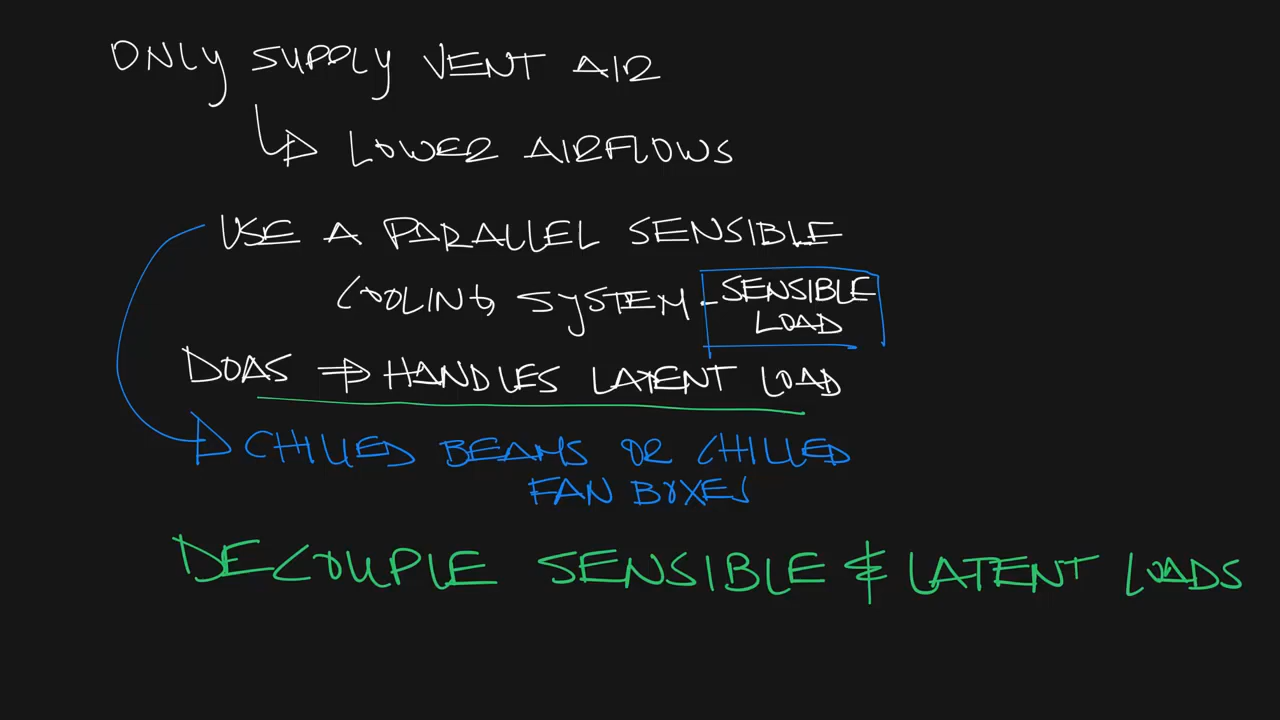 ONLY SUPPLY VENT AIR
↳ LOWER AIRFLOWS
USE A PARALLEL SENSIBLE
COOLING SYSTEM - SENSIBLE
LOAD
DOAS ⇒ HANDLES LATENT LOAD
→ CHILLED BEAMS OR CHILLED
FAN BOXES
DECOUPLE SENSIBLE & LATENT LOADS